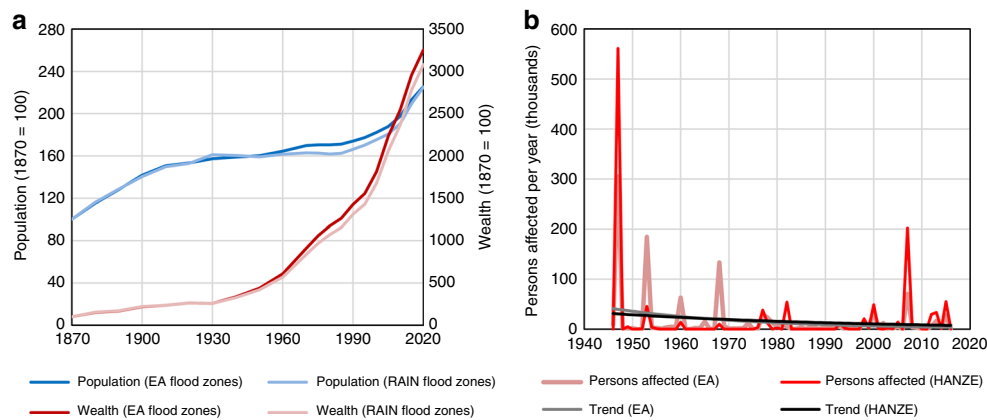 a
280
240
200
160
120
80
40
0
Population (1870 = 100)
3500
3000
2500
2000
1500
1000
500
0
Wealth (1870 = 100)
1870 1900 1930 1960 1990 2020
Population (EA flood zones)
Population (RAIN flood zones)
Wealth (EA flood zones)
Wealth (RAIN flood zones)
b
600
500
400
300
200
100
0
Persons affected per year (thousands)
1940 1950 1960 1970 1980 1990 2000 2010 2020
Persons affected (EA)
Persons affected (HANZE)
Trend (EA)
Trend (HANZE)